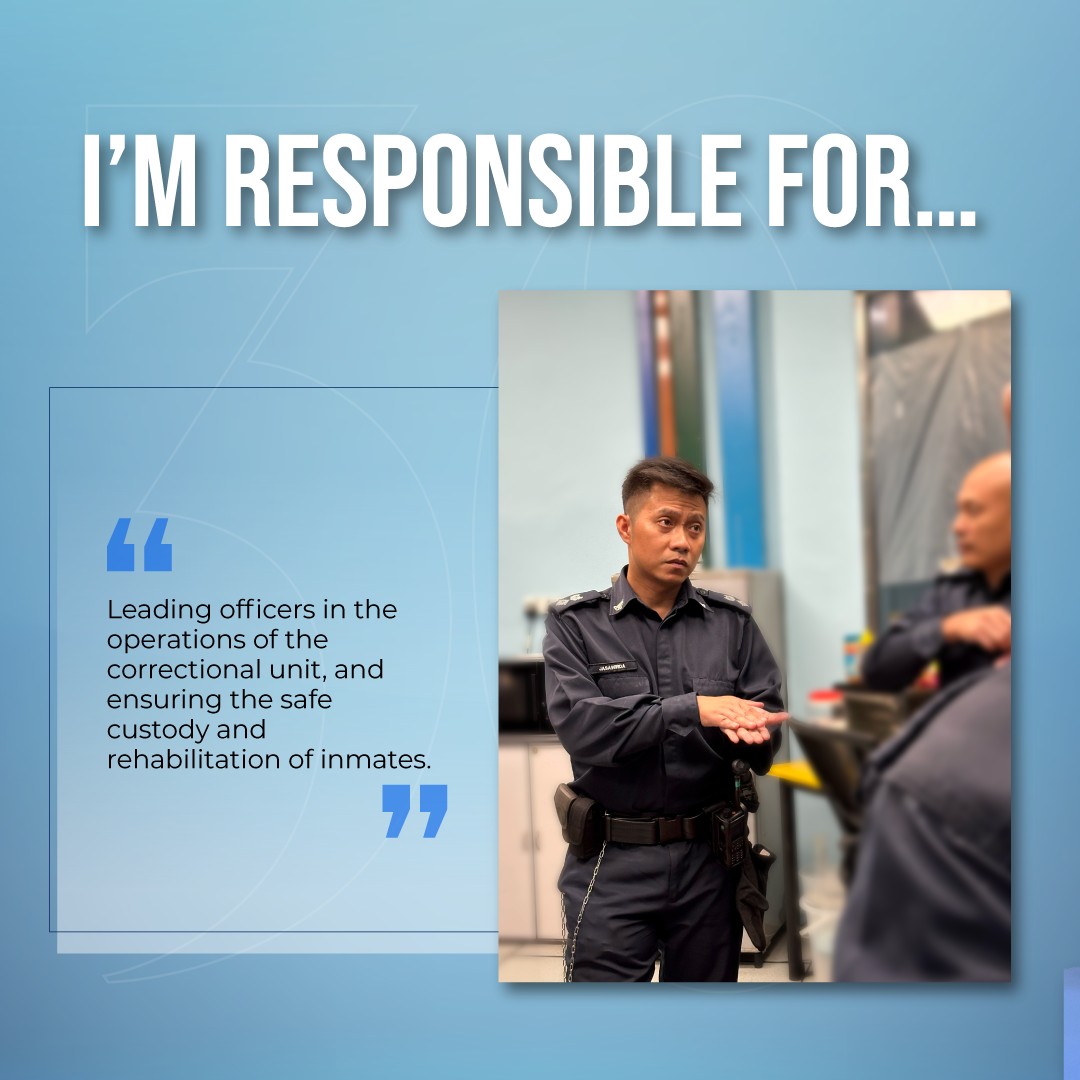 I’M RESPONSIBLE FOR...
“
Leading officers in the
operations of the
correctional unit, and
ensuring the safe
custody and
rehabilitation of inmates.
”